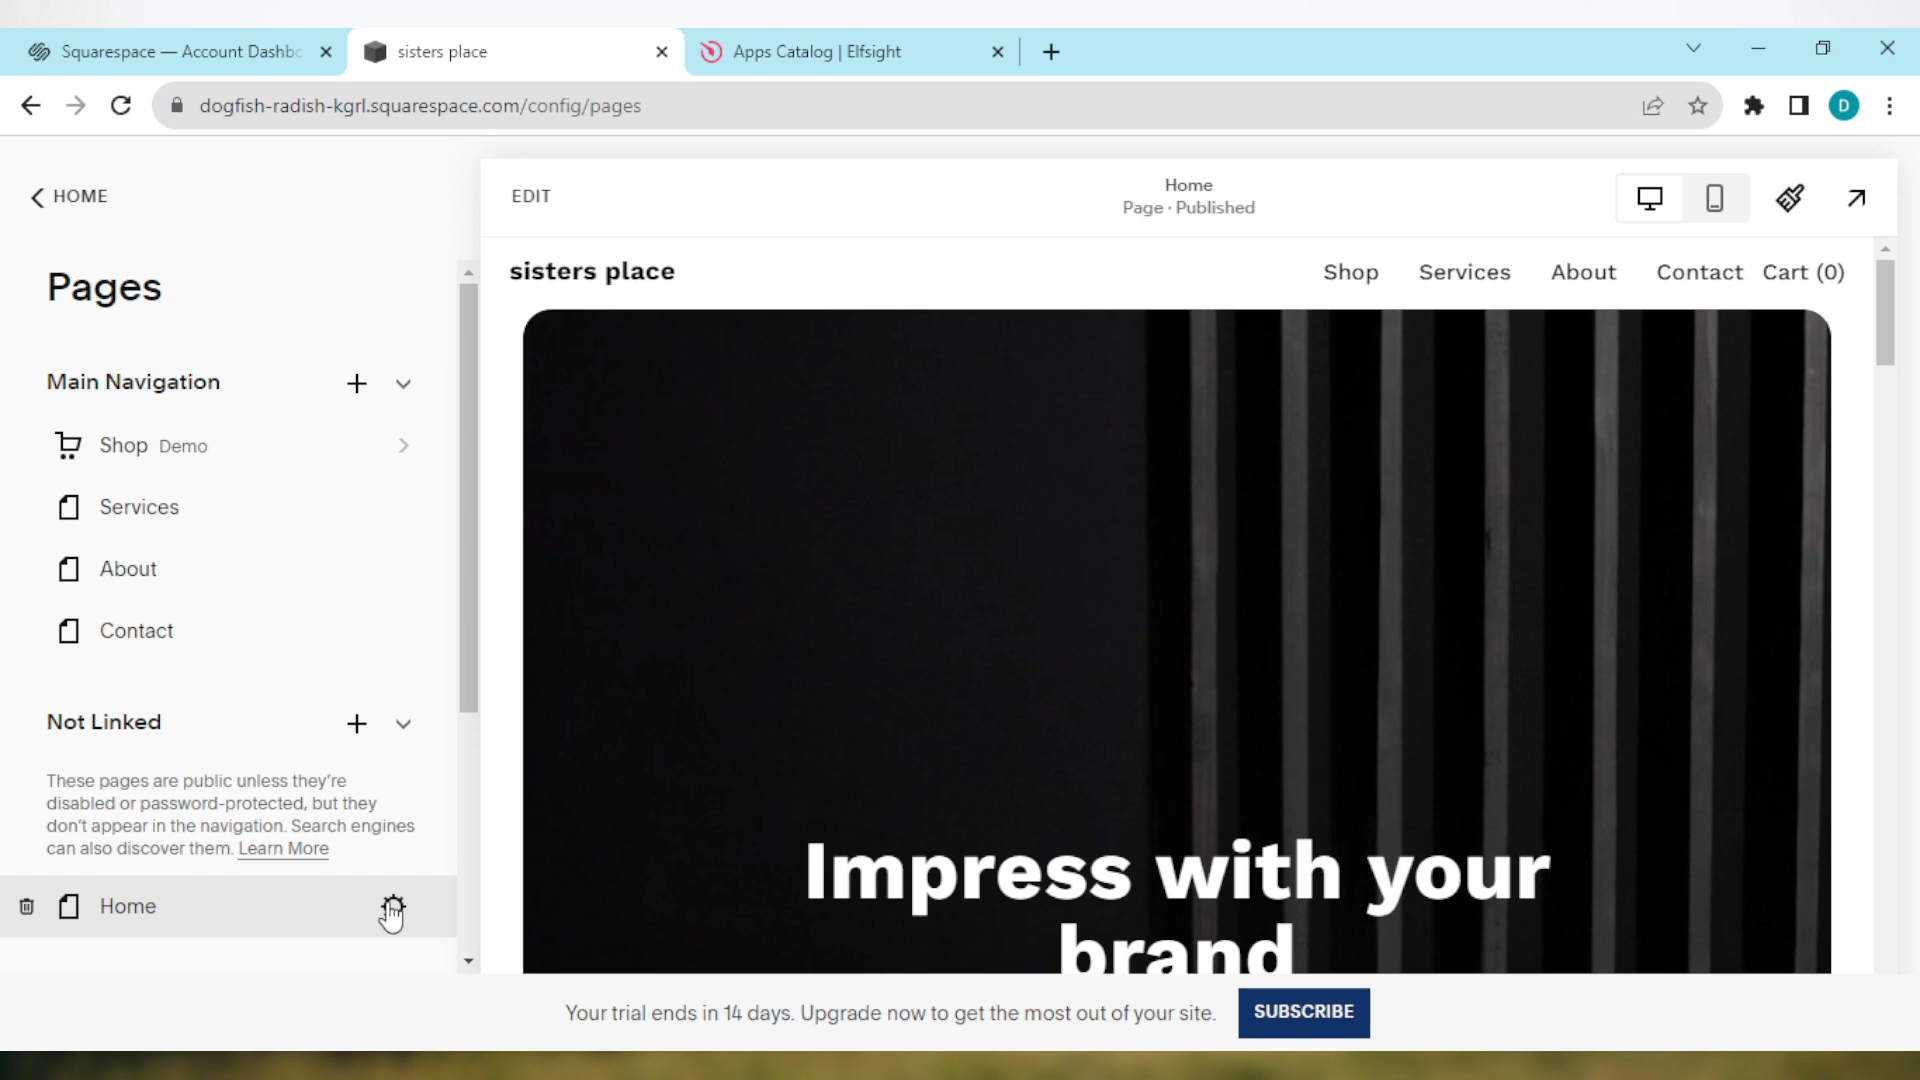 Squarespace — Account Dashbo
sisters place
Apps Catalog | Elfsight
dogfish-radish-kgrl.squarespace.com/config/pages
D
HOME
EDIT
Home
Page · Published
Pages
sisters place
Shop
Services
About
Contact
Cart (0)
Main Navigation
Shop Demo
Services
About
Contact
Not Linked
These pages are public unless they're
disabled or password-protected, but they
don't appear in the navigation. Search engines
can also discover them. Learn More
Home
Impress with your
brand
Your trial ends in 14 days. Upgrade now to get the most out of your site.
SUBSCRIBE